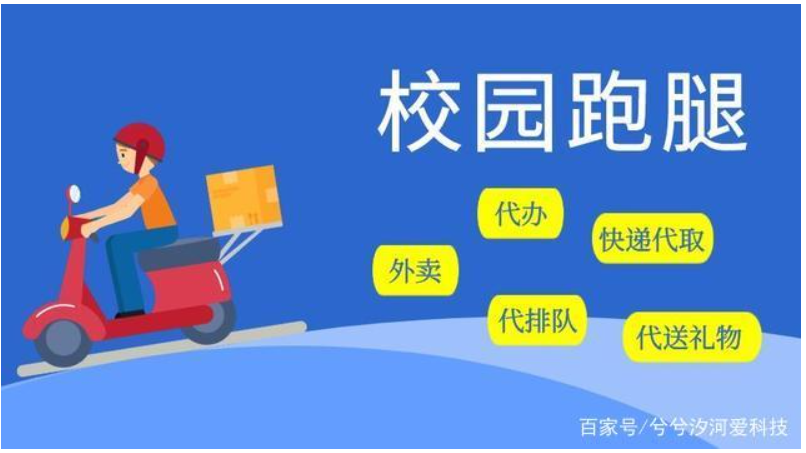 校园跑腿
代办
快递代取
外卖
代排队
代送礼物
百家号/兮兮汐河爱科技